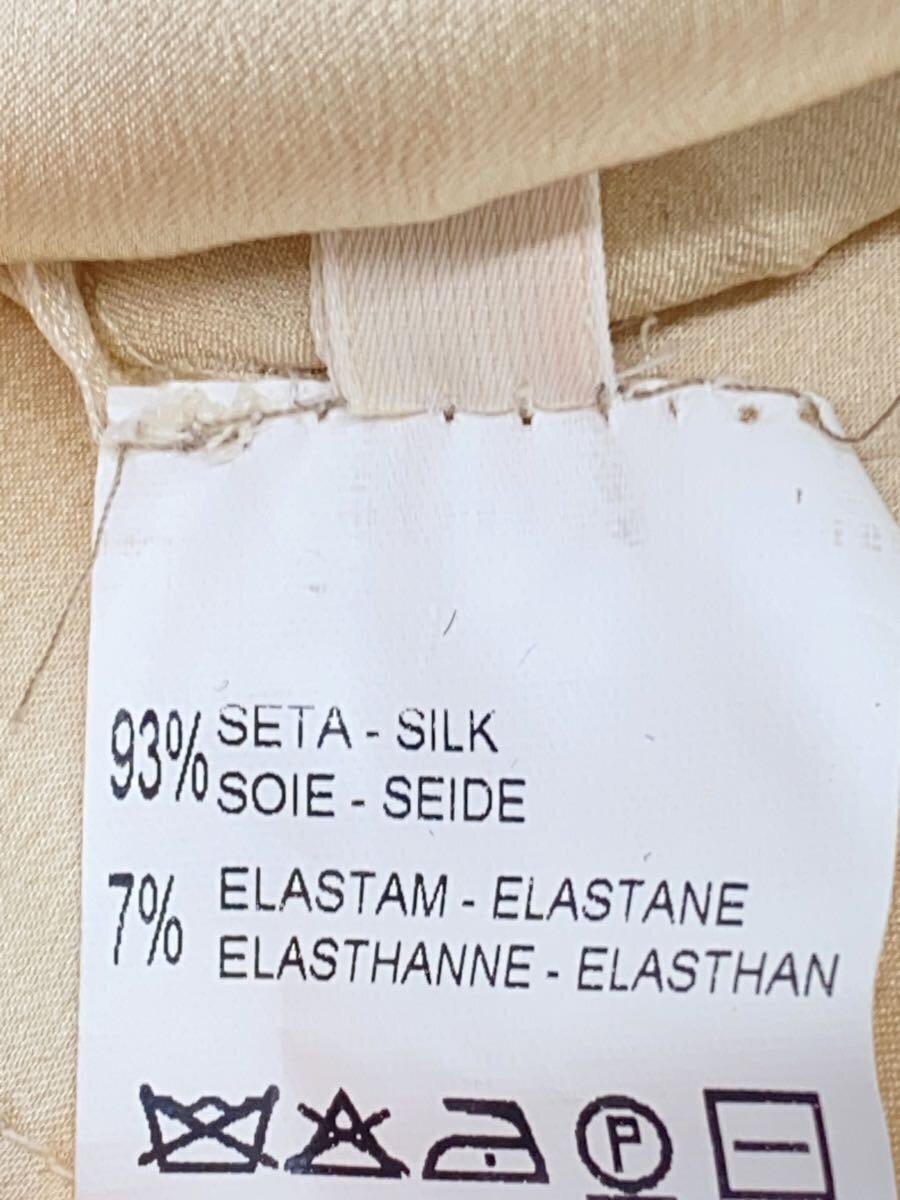 93% SETA - SILK
SOIE - SEIDE
7% ELASTAM - ELASTANE
ELASTHANNE - ELASTHAN
P